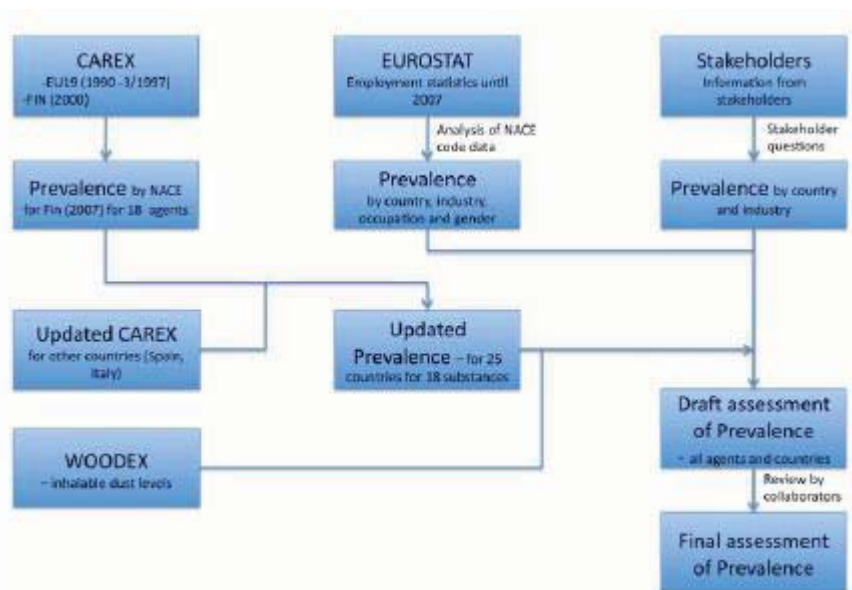 CAREX
-EU19 (1990 -3/1997)
-FIN (2000)
EUROSTAT
Employment statistics until
2007
Stakeholders
Information from
stakeholders
Analysis of NACE
code data
Stakeholder
questions
Prevalence by NACE
for Fin (2007) for 18 agents
Prevalence
by country, industry,
occupation and gender
Prevalence by country
and industry
Updated CAREX
for other countries (Spain,
Italy)
Updated
Prevalence – for 25
countries for 18 substances
WOODEX
– inhalable dust levels
Draft assessment
of Prevalence
– all agents and countries
Review by
collaborators
Final assessment
of Prevalence